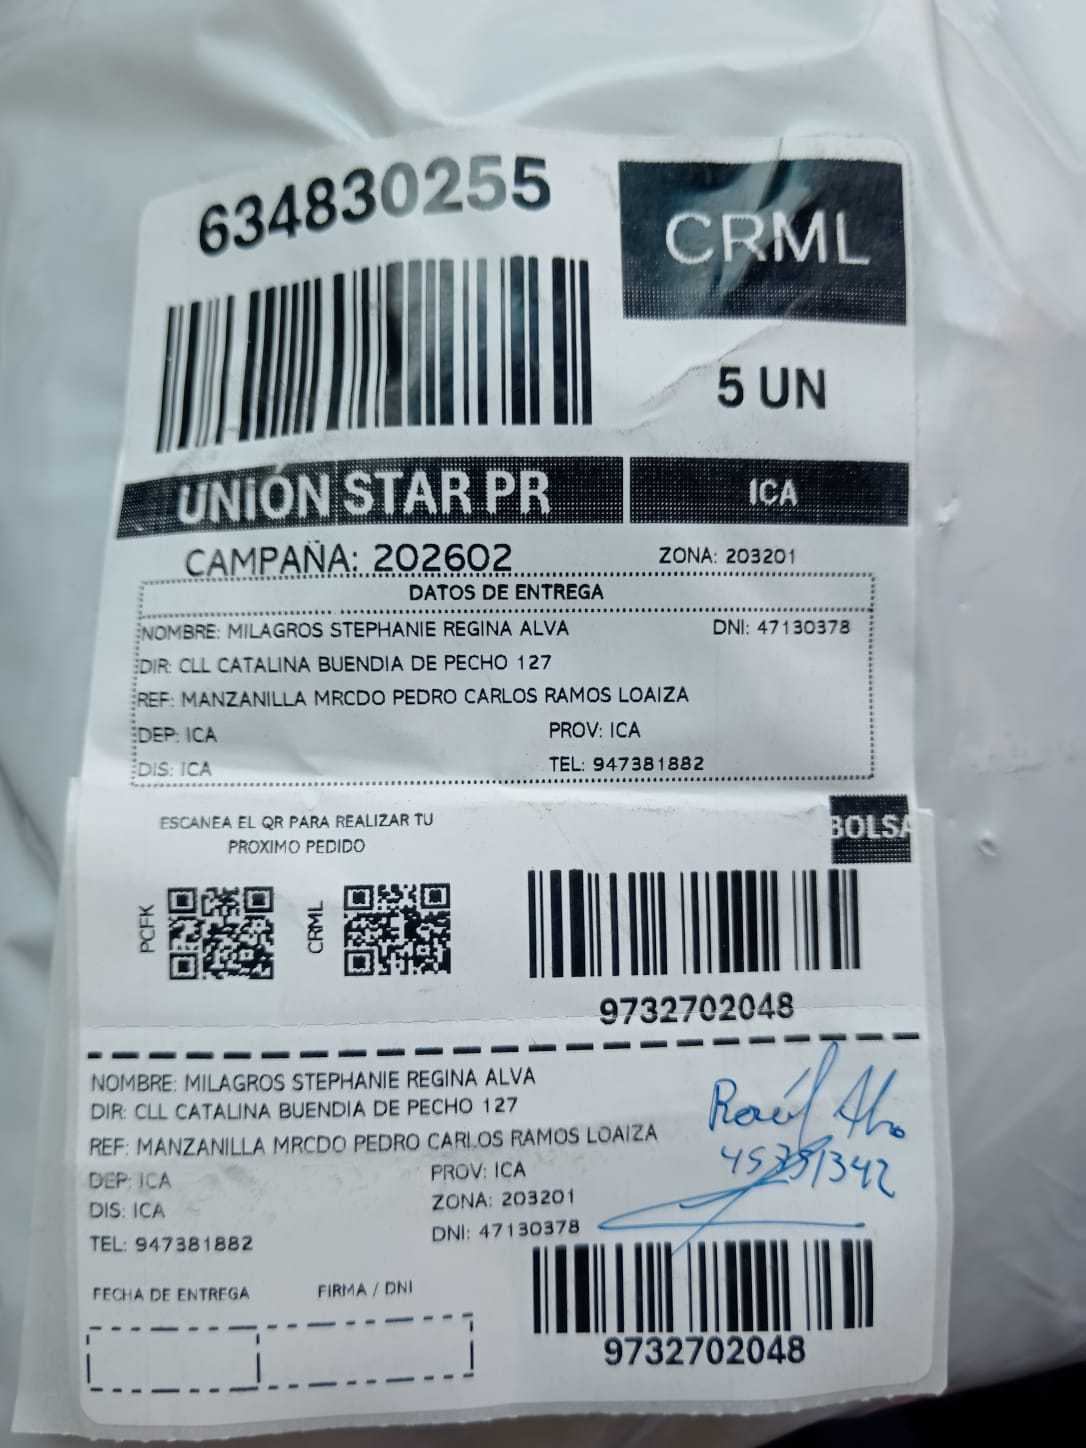 634830255
CRML
5 UN
UNIÓN STAR PR
ICA
CAMPAÑA: 202602
ZONA: 203201
DATOS DE ENTREGA
NOMBRE: MILAGROS STEPHANIE REGINA ALVA DNI: 47130378
DIR: CLL CATALINA BUENDIA DE PECHO 127
REF: MANZANILLA MRCDO PEDRO CARLOS RAMOS LOAIZA
DEP: ICA PROV: ICA
DIS: ICA TEL: 947381882
ESCANEA EL QR PARA REALIZAR TU
PROXIMO PEDIDO
BOLSA
PCFK
CRML
9732702048
NOMBRE: MILAGROS STEPHANIE REGINA ALVA
DIR: CLL CATALINA BUENDIA DE PECHO 127
REF: MANZANILLA MRCDO PEDRO CARLOS RAMOS LOAIZA
DEP: ICA PROV: ICA
DIS: ICA ZONA: 203201
TEL: 947381882 DNI: 47130378
Raúl
FECHA DE ENTREGA FIRMA / DNI
9732702048